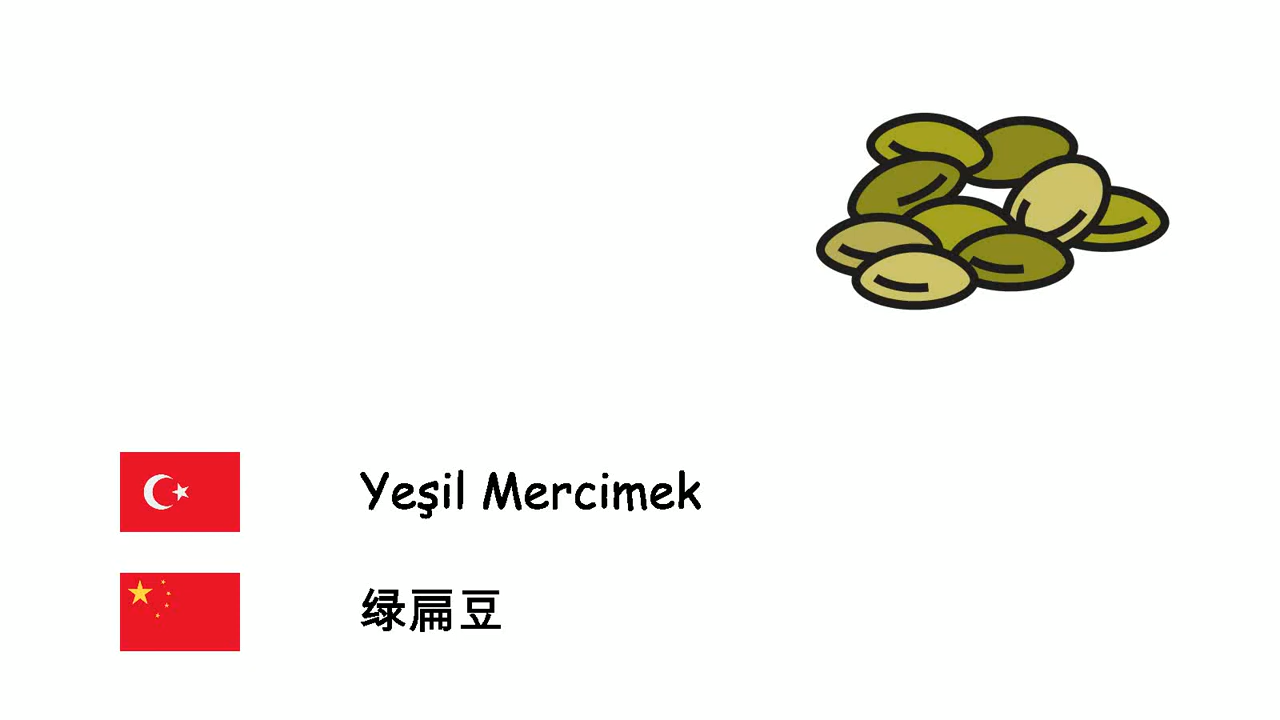 Yeşil Mercimek
绿扁豆